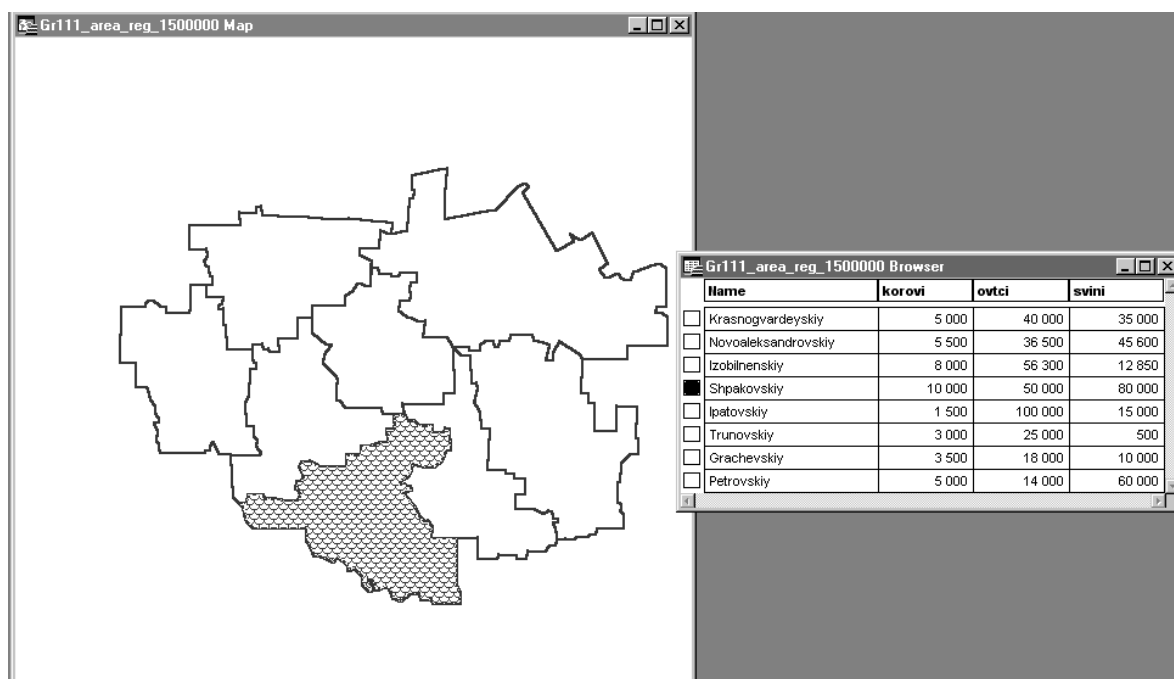 Gr111_area_reg_1500000 Map
Gr111_area_reg_1500000 Browser
Name korovi ovtci svini
Krasnogvardeyskiy 5 000 40 000 35 000
Novoaleksandrovskiy 5 500 36 500 45 600
Izobilnenskiy 8 000 56 300 12 850
Shpakovskiy 10 000 50 000 80 000
Ipatovskiy 1 500 100 000 15 000
Trunovskiy 3 000 25 000 500
Grachevskiy 3 500 18 000 10 000
Petrovskiy 5 000 14 000 60 000